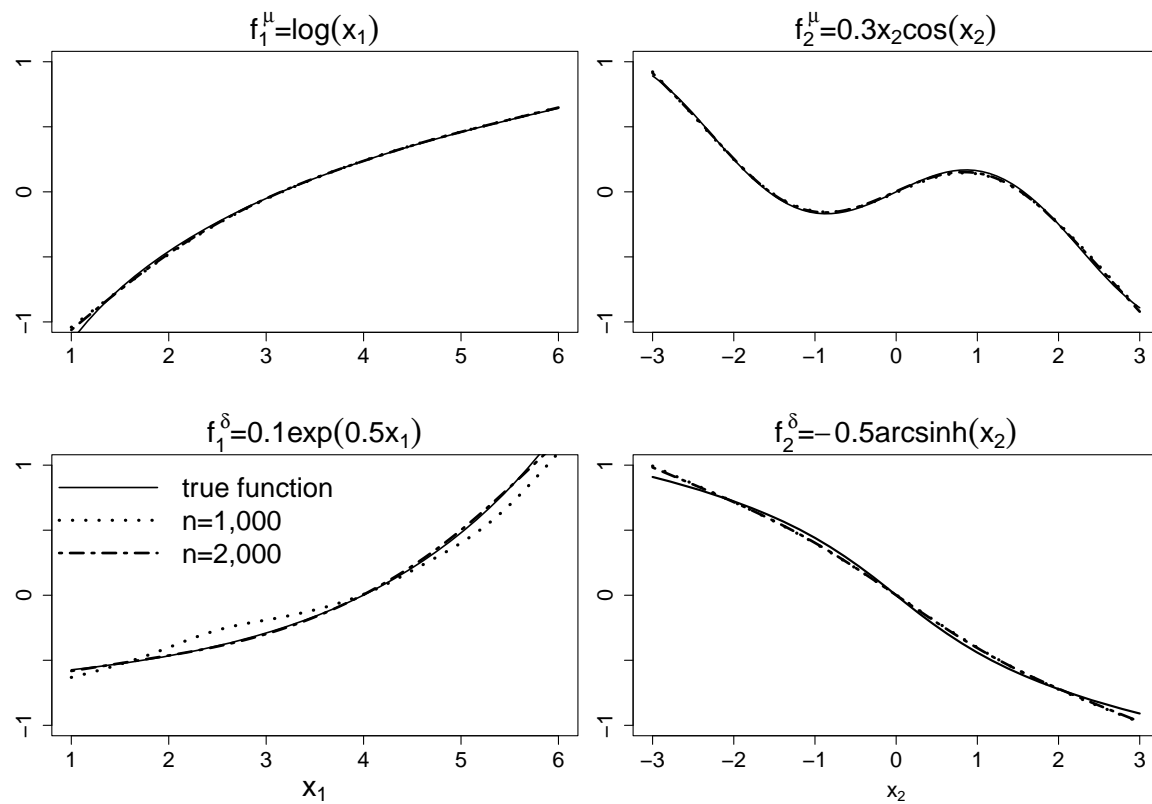 f₁^μ=log(x₁)
1
0
−1
1 2 3 4 5 6
f₂^μ=0.3x₂cos(x₂)
1
0
−1
−3 −2 −1 0 1 2 3
f₁^δ=0.1exp(0.5x₁)
1
0
−1
true function
n=1,000
n=2,000
1 2 3 4 5 6
x₁
f₂^δ=−0.5arcsinh(x₂)
1
0
−1
−3 −2 −1 0 1 2 3
x₂